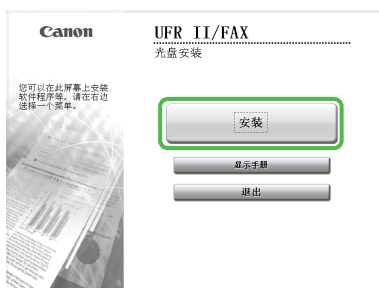 Canon
UFR II/FAX
光盘安装
您可以在此屏幕上安装
软件程序等。请在右边
选择一个菜单。
安装
显示手册
退出